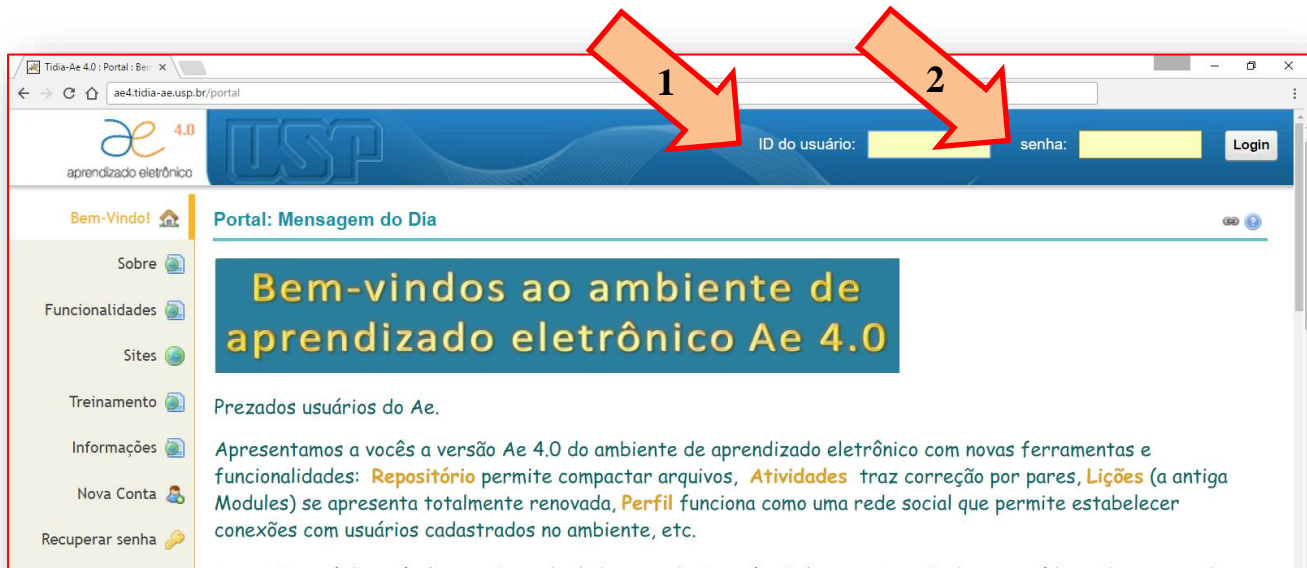 1
2
Tidia-Ae 4.0 : Portal : Ben
ae4.tidia-ae.usp.br/portal
4.0
aprendizado eletrônico
USP
ID do usuário:
senha:
Login
Bem-Vindo!
Sobre
Funcionalidades
Sites
Treinamento
Informações
Nova Conta
Recuperar senha
Portal: Mensagem do Dia
Bem-vindos ao ambiente de
aprendizado eletrônico Ae 4.0
Prezados usuários do Ae.
Apresentamos a vocês a versão Ae 4.0 do ambiente de aprendizado eletrônico com novas ferramentas e
funcionalidades: Repositório permite compactar arquivos, Atividades traz correção por pares, Lições (a antiga
Modules) se apresenta totalmente renovada, Perfil funciona como uma rede social que permite estabelecer
conexões com usuários cadastrados no ambiente, etc.